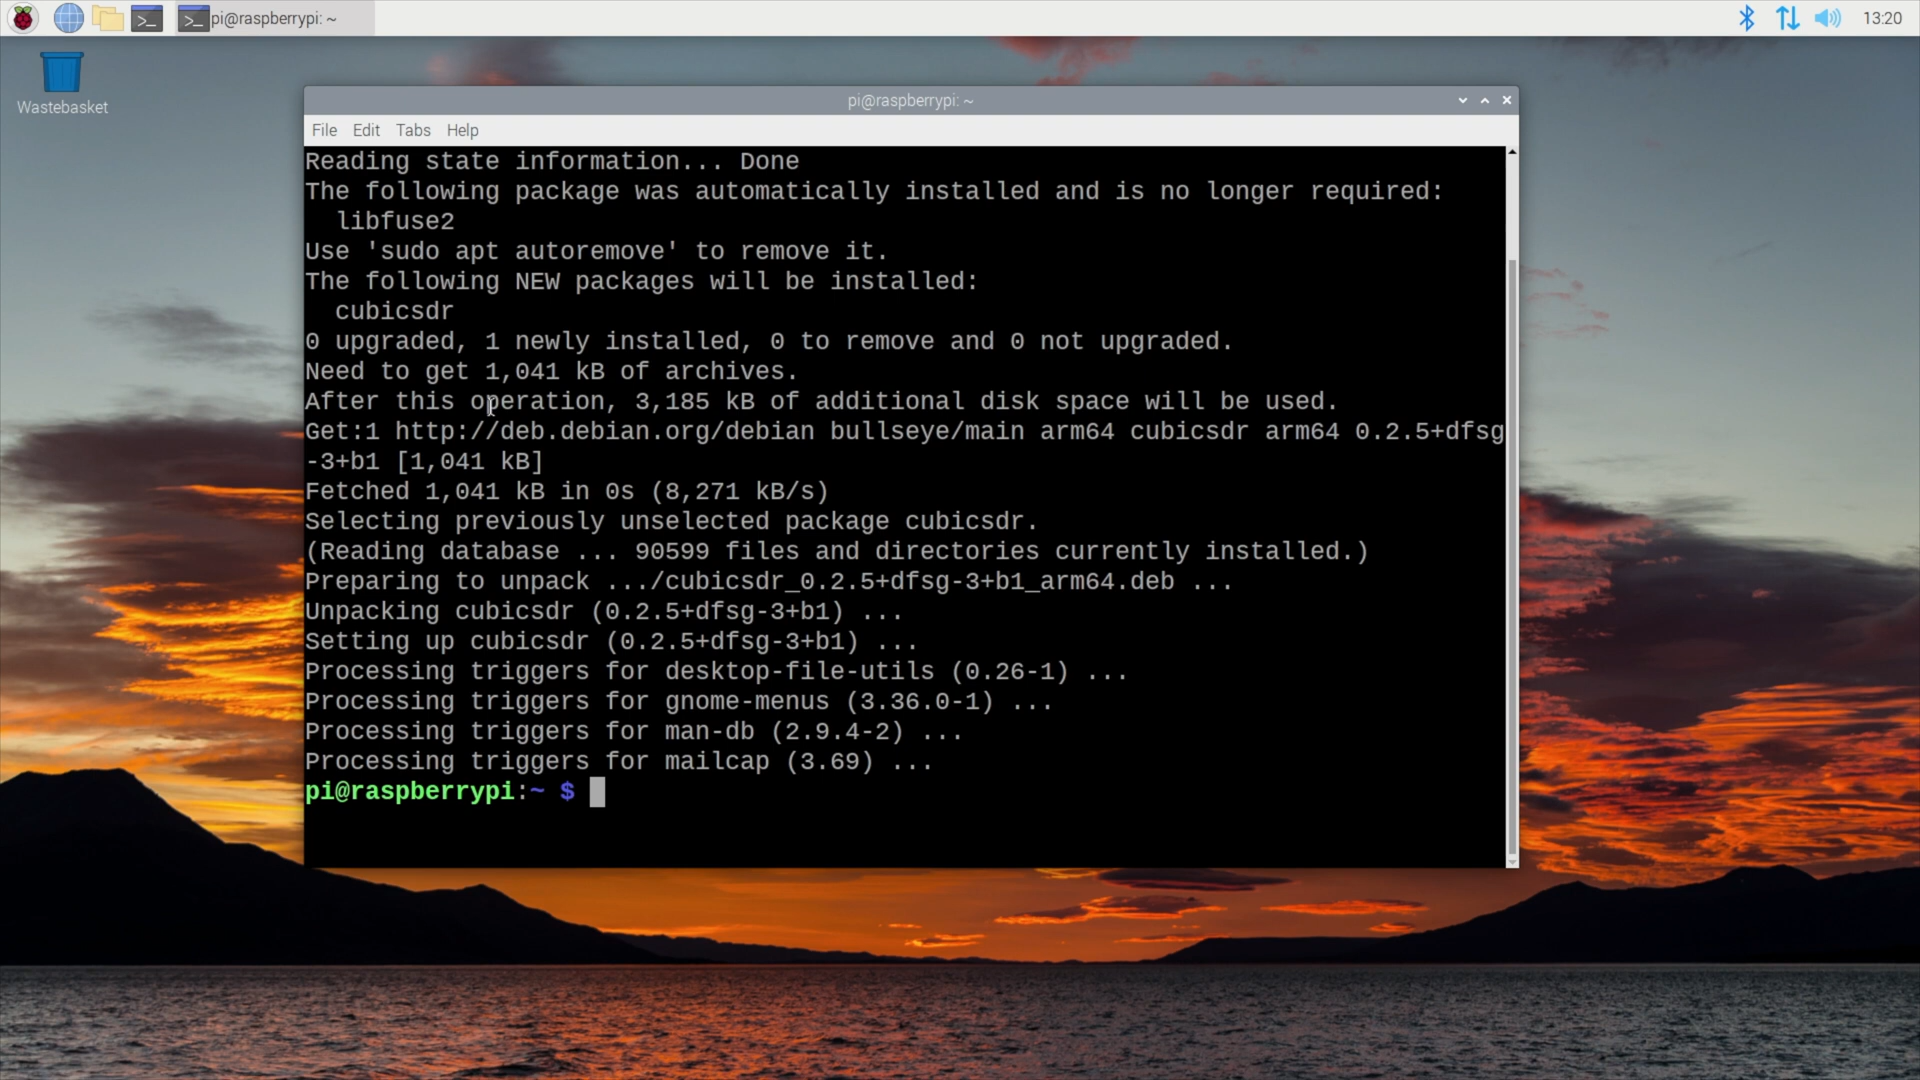 pi@raspberrypi: ~
13:20
Wastebasket
pi@raspberrypi: ~
File Edit Tabs Help
Reading state information... Done
The following package was automatically installed and is no longer required:
libfuse2
Use 'sudo apt autoremove' to remove it.
The following NEW packages will be installed:
cubicsdr
0 upgraded, 1 newly installed, 0 to remove and 0 not upgraded.
Need to get 1,041 kB of archives.
After this operation, 3,185 kB of additional disk space will be used.
Get:1 http://deb.debian.org/debian bullseye/main arm64 cubicsdr arm64 0.2.5+dfsg
-3+b1 [1,041 kB]
Fetched 1,041 kB in 0s (8,271 kB/s)
Selecting previously unselected package cubicsdr.
(Reading database ... 90599 files and directories currently installed.)
Preparing to unpack .../cubicsdr_0.2.5+dfsg-3+b1_arm64.deb ...
Unpacking cubicsdr (0.2.5+dfsg-3+b1) ...
Setting up cubicsdr (0.2.5+dfsg-3+b1) ...
Processing triggers for desktop-file-utils (0.26-1) ...
Processing triggers for gnome-menus (3.36.0-1) ...
Processing triggers for man-db (2.9.4-2) ...
Processing triggers for mailcap (3.69) ...
pi@raspberrypi:~ $